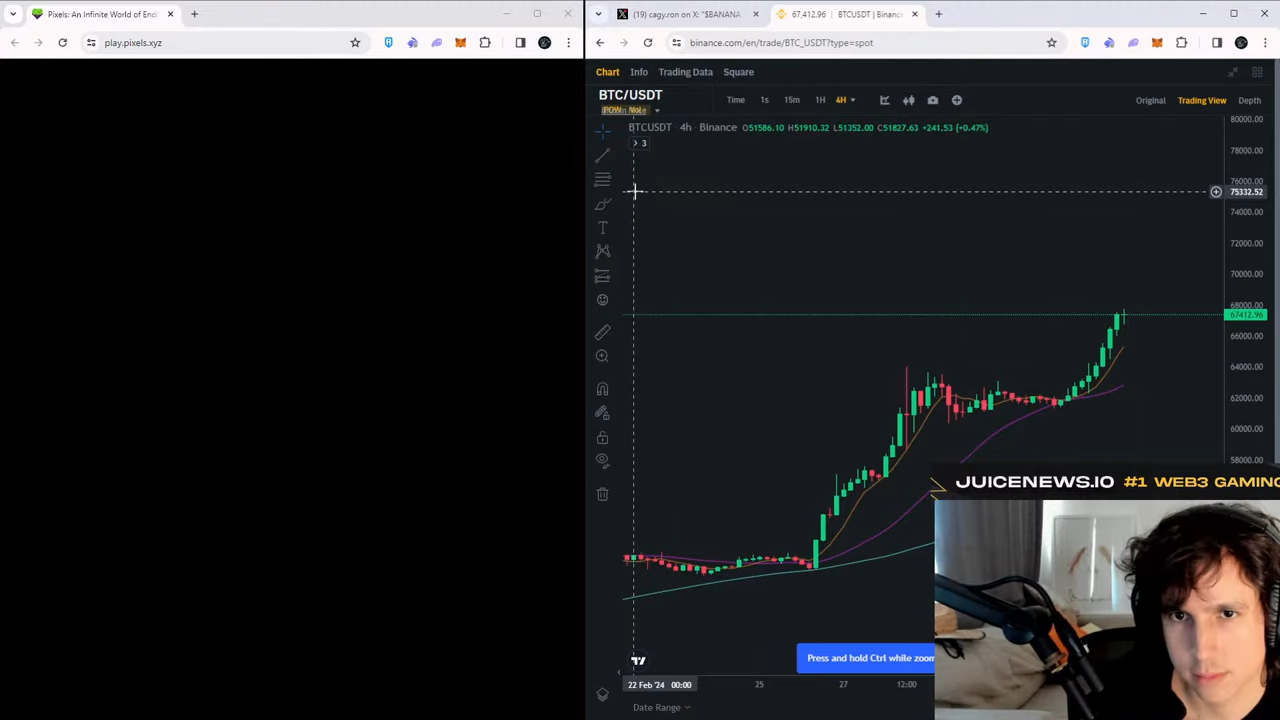 Pixels: An Infinite World of End
play.pixels.xyz
(19) cagy.ron on X: "$BANANA
67,412.96 | BTCUSDT | Binanc
binance.com/en/trade/BTC_USDT?type=spot
Chart Info Trading Data Square
BTC/USDT
Time 1s 15m 1H 4H
Original Trading View Depth
BTCUSDT · 4h · Binance O51586.10 H51910.32 L51352.00 C51827.63 +241.53 (+0.47%)
3
80000.00
78000.00
76000.00
75332.52
74000.00
72000.00
70000.00
68000.00
67412.96
66000.00
64000.00
62000.00
60000.00
58000.00
JUICENEWS.IO #1 WEB3 GAMING
Press and hold Ctrl while zoom
22 Feb '24 00:00 25 27 12:00
Date Range